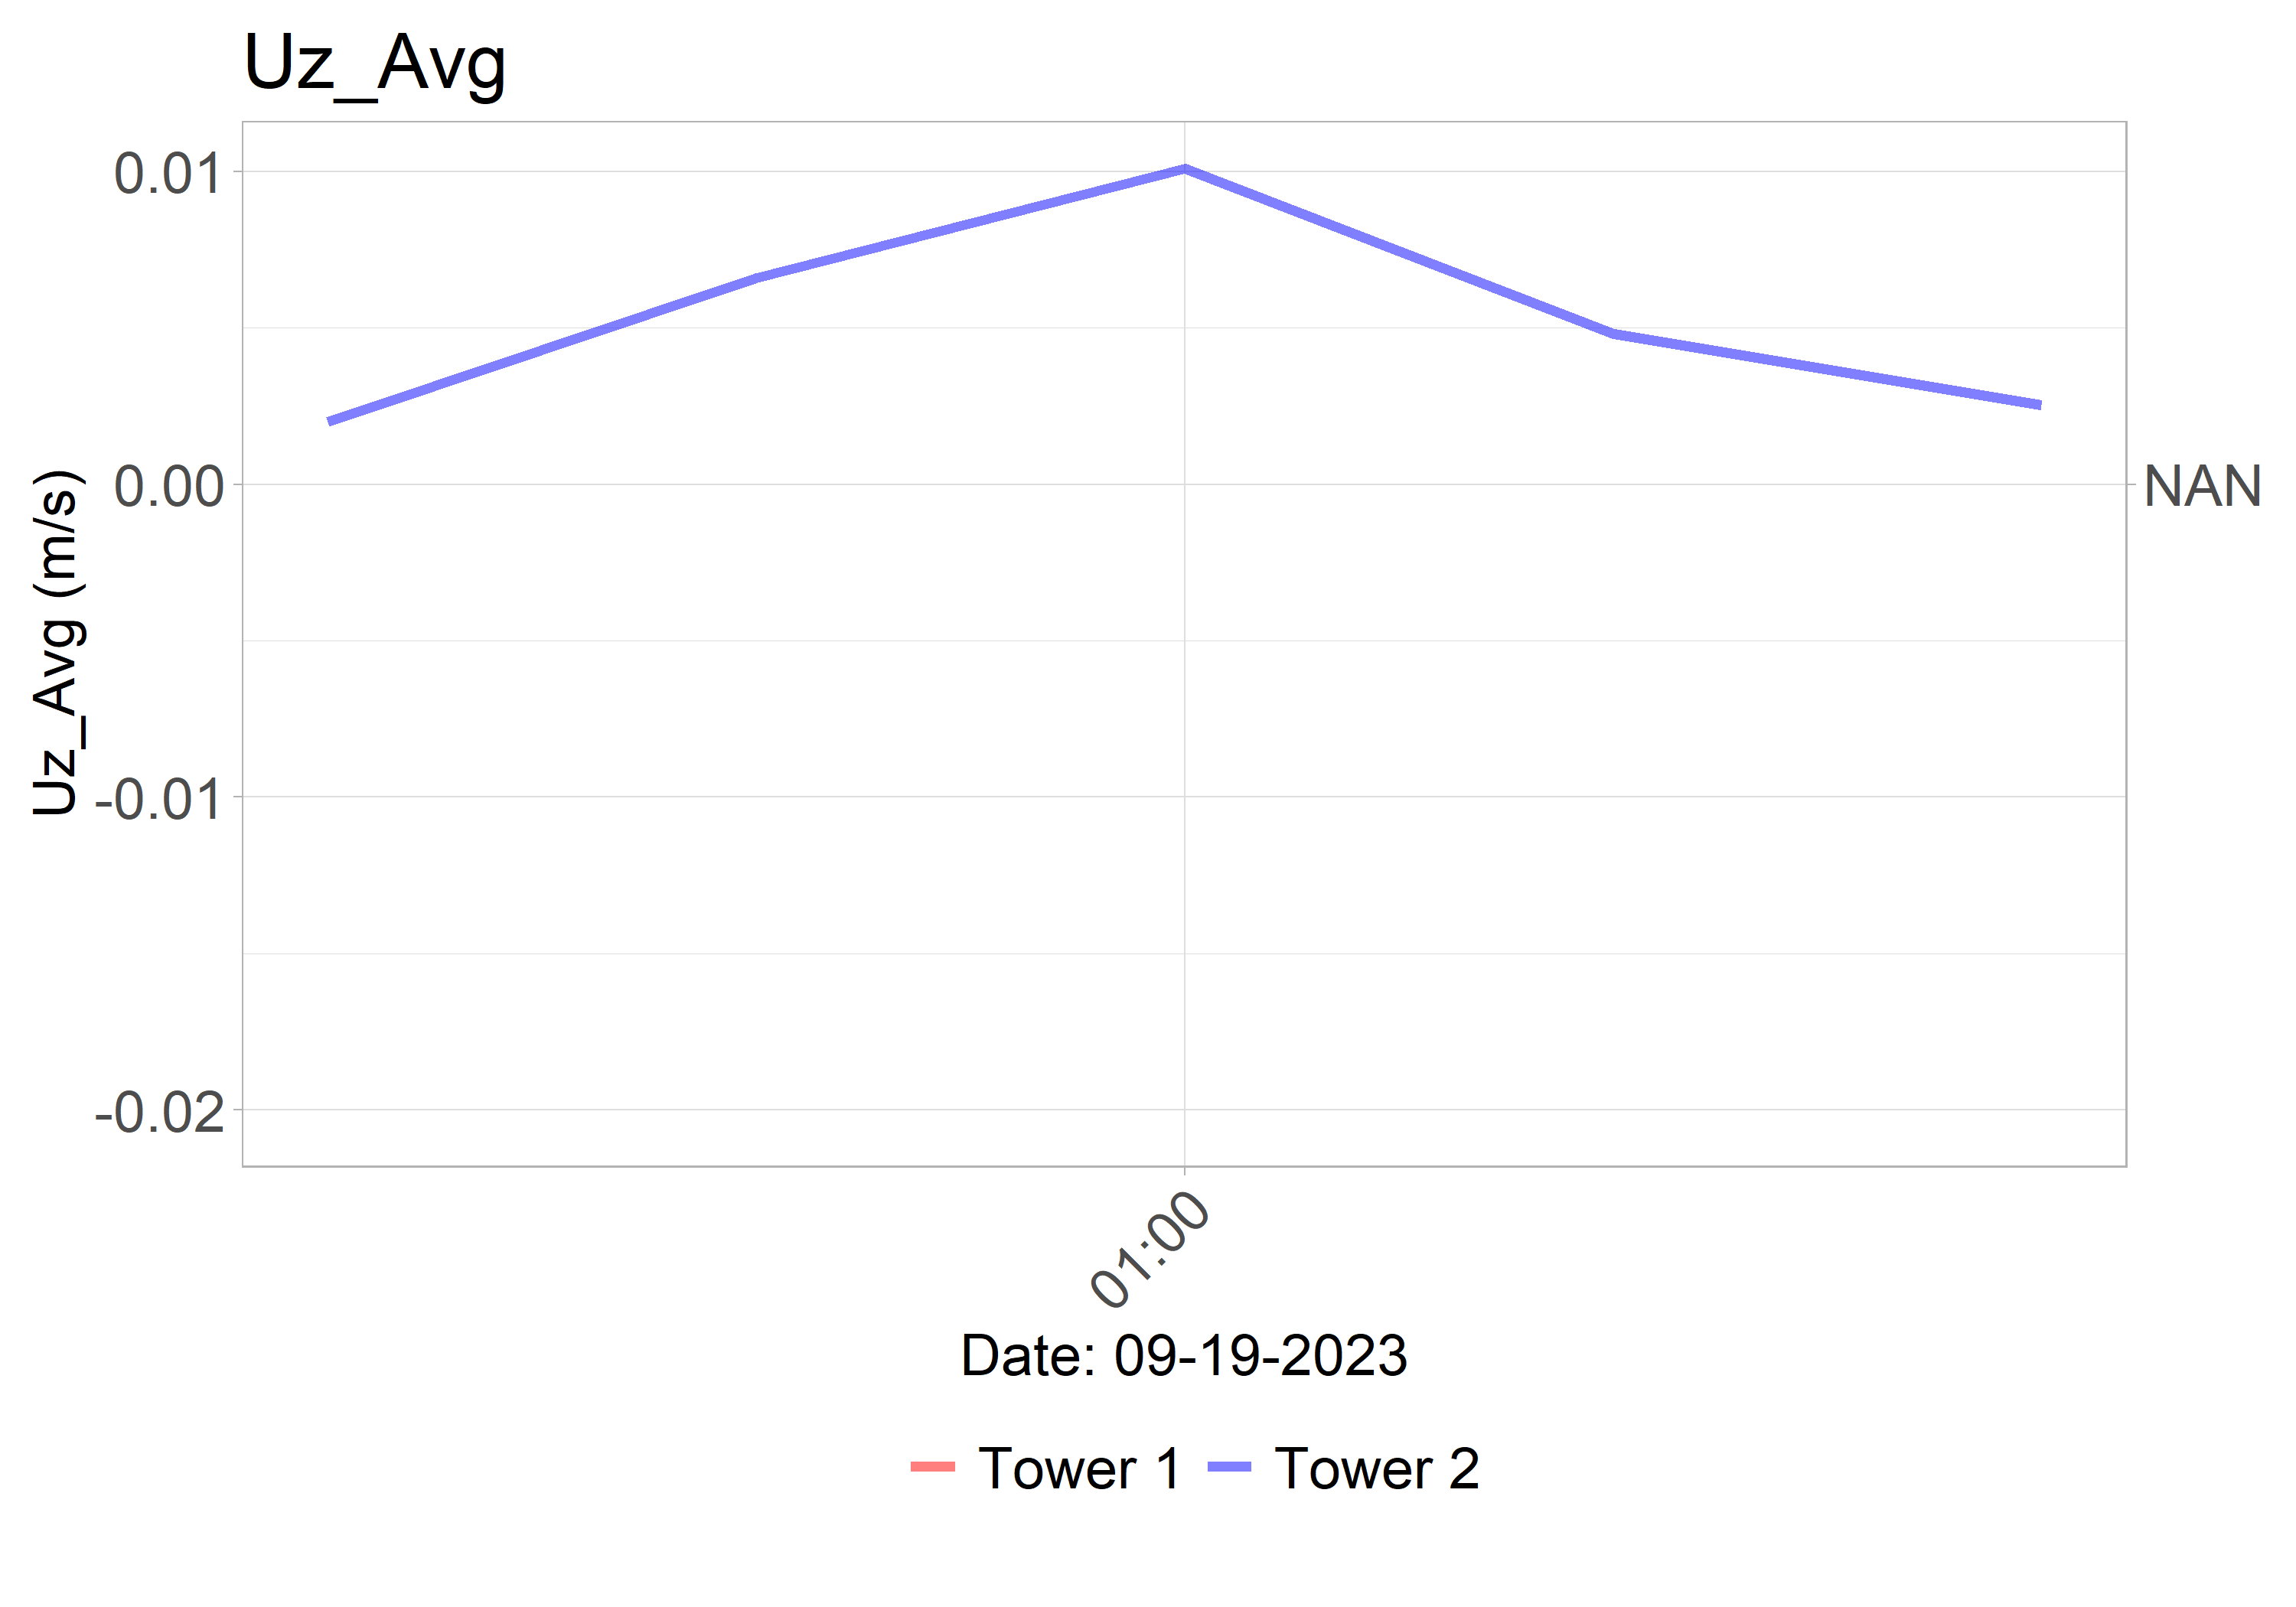 Uz_Avg
Uz_Avg (m/s)
0.01
0.00
-0.01
-0.02
NAN
01:00
Date: 09-19-2023
Tower 1 Tower 2